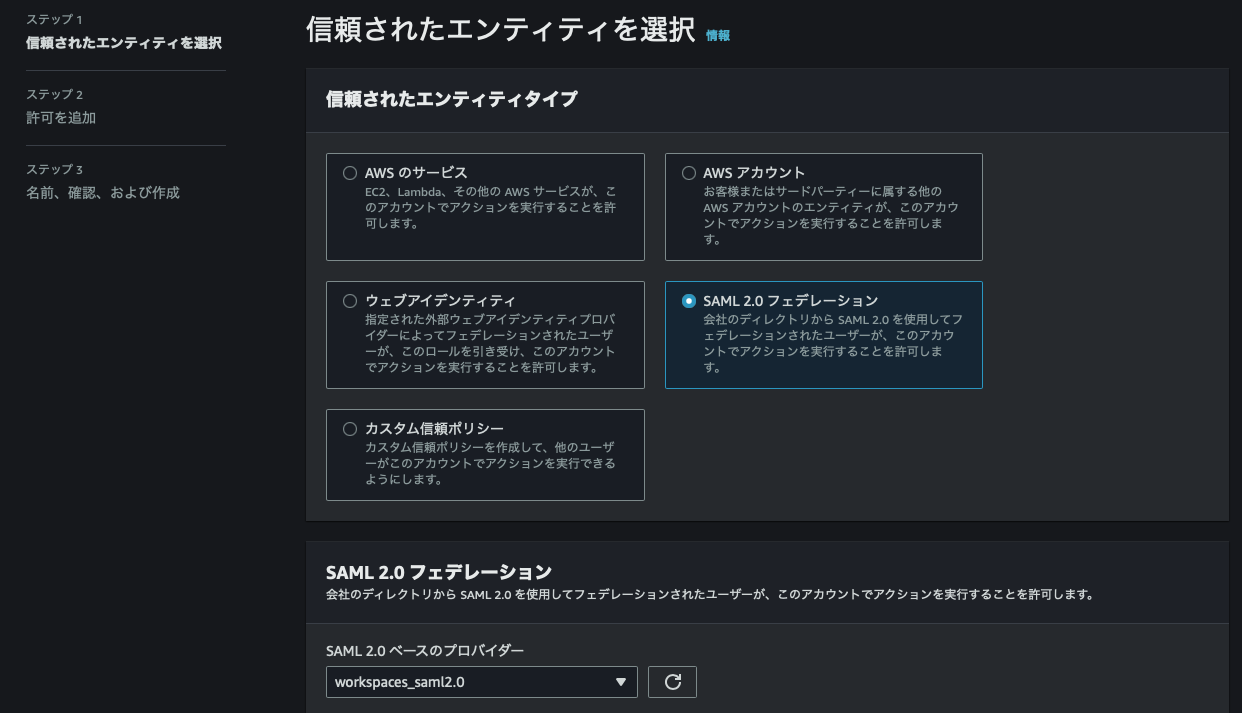 ステップ 1
信頼されたエンティティを選択
ステップ 2
許可を追加
ステップ 3
名前、確認、および作成
信頼されたエンティティを選択 情報
信頼されたエンティティタイプ
AWS のサービス
EC2、Lambda、その他の AWS サービスが、こ
のアカウントでアクションを実行することを許
可します。
AWS アカウント
お客様またはサードパーティーに属する他の
AWS アカウントのエンティティが、このアカウ
ントでアクションを実行することを許可しま
す。
ウェブアイデンティティ
指定された外部ウェブアイデンティティプロバ
イダーによってフェデレーションされたユーザ
ーが、このロールを引き受け、このアカウント
でアクションを実行することを許可します。
SAML 2.0 フェデレーション
会社のディレクトリから SAML 2.0 を使用してフ
ェデレーションされたユーザーが、このアカウ
ントでアクションを実行することを許可しま
す。
カスタム信頼ポリシー
カスタム信頼ポリシーを作成して、他のユーザ
ーがこのアカウントでアクションを実行できる
ようにします。
SAML 2.0 フェデレーション
会社のディレクトリから SAML 2.0 を使用してフェデレーションされたユーザーが、このアカウントでアクションを実行することを許可します。
SAML 2.0 ベースのプロバイダー
workspaces_saml2.0